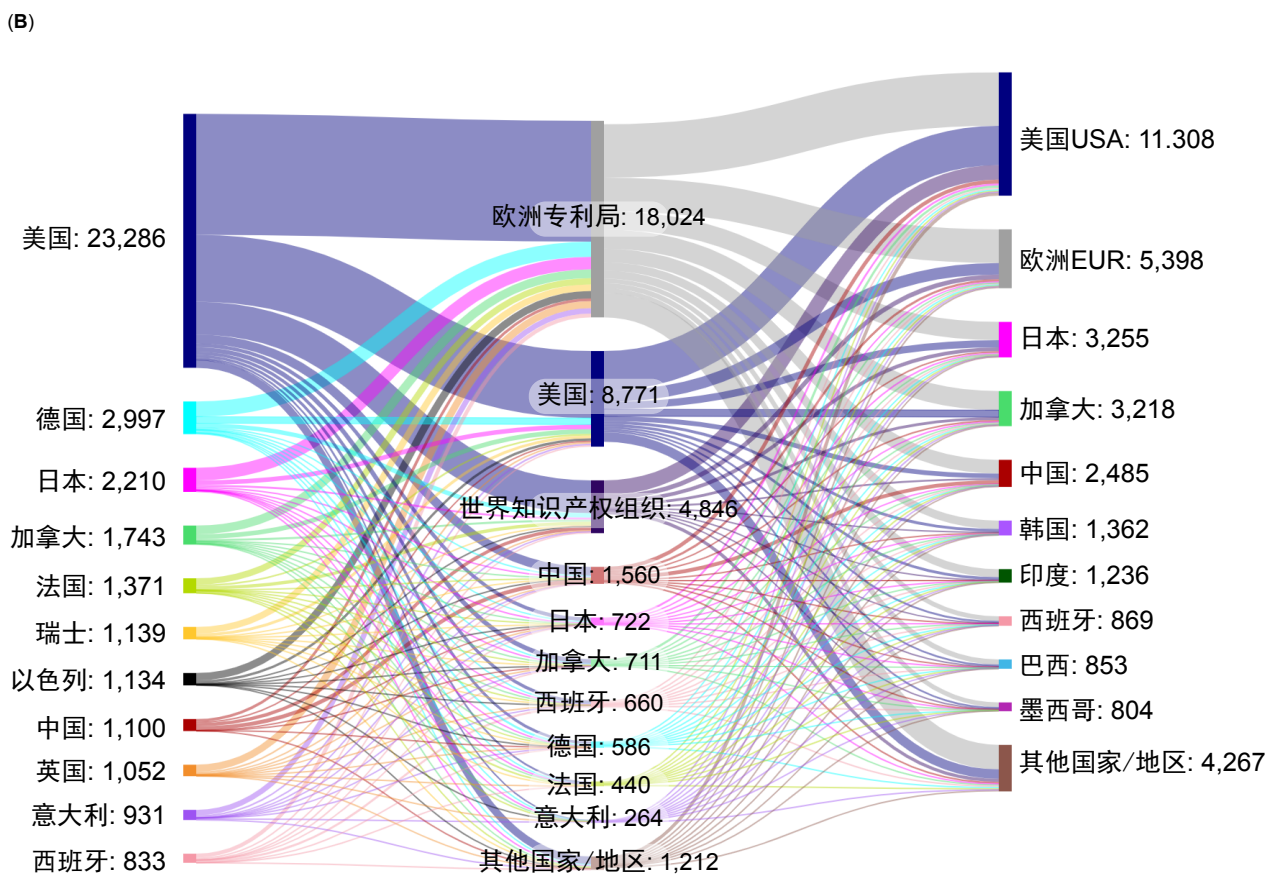 (B)
美国: 23,286
德国: 2,997
日本: 2,210
加拿大: 1,743
法国: 1,371
瑞士: 1,139
以色列: 1,134
中国: 1,100
英国: 1,052
意大利: 931
西班牙: 833
欧洲专利局: 18,024
美国: 8,771
世界知识产权组织: 4,846
中国: 1,560
日本: 722
加拿大: 711
西班牙: 660
德国: 586
法国: 440
意大利: 264
其他国家/地区: 1,212
美国USA: 11.308
欧洲EUR: 5,398
日本: 3,255
加拿大: 3,218
中国: 2,485
韩国: 1,362
印度: 1,236
西班牙: 869
巴西: 853
墨西哥: 804
其他国家/地区: 4,267